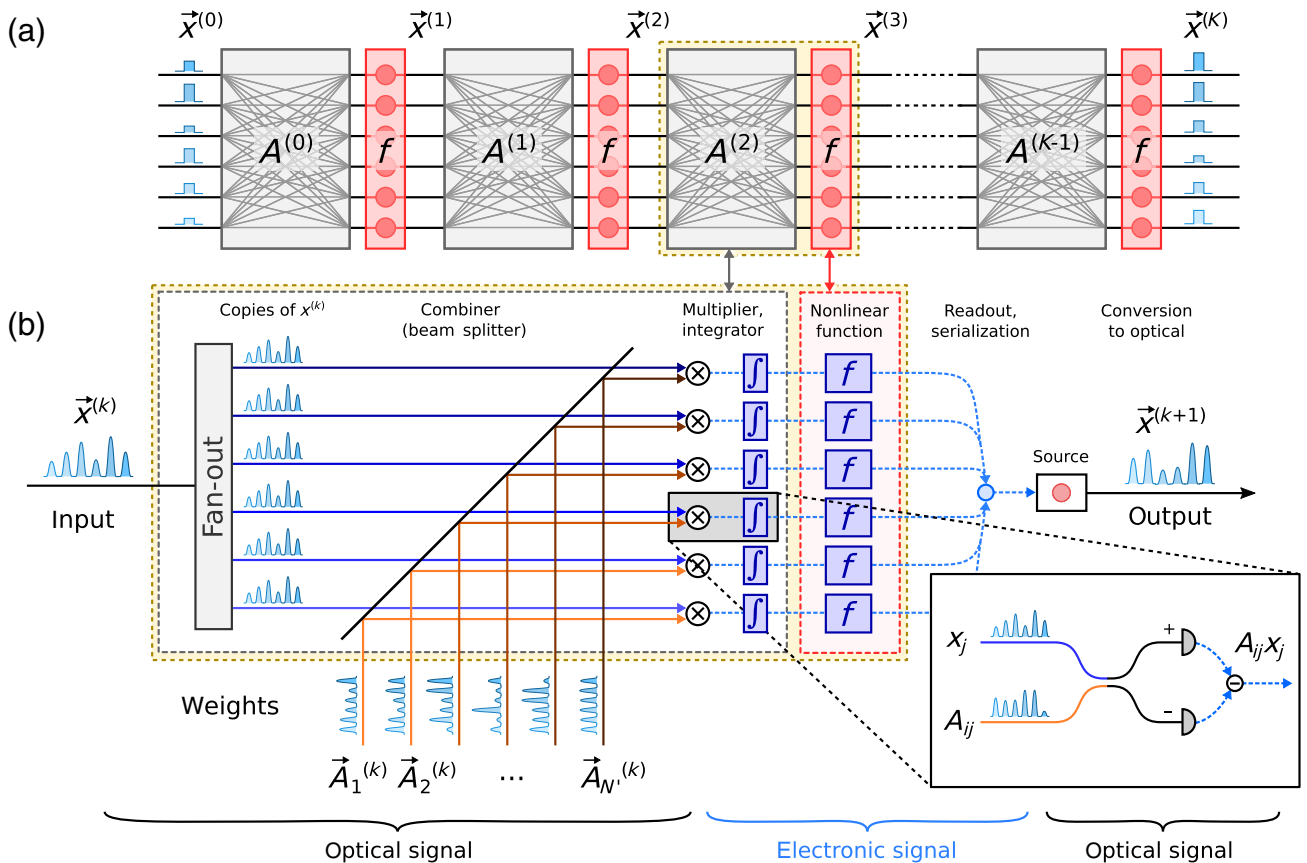 (a)
x⃗⁽⁰⁾ x⃗⁽¹⁾ x⃗⁽²⁾ x⃗⁽³⁾ x⃗⁽ᴷ⁾
A⁽⁰⁾ f A⁽¹⁾ f A⁽²⁾ f A⁽ᴷ⁻¹⁾ f
(b)
Copies of x⁽ᵏ⁾
Combiner
(beam splitter)
Multiplier,
integrator
Nonlinear
function
Readout,
serialization
Conversion
to optical
x⃗⁽ᵏ⁾
Input
Fan-out
× ∫ f
× ∫ f
× ∫ f
× ∫ f
× ∫ f
× ∫ f
Source
x⃗⁽ᵏ⁺¹⁾
Output
xⱼ + Aᵢⱼxⱼ
−
Aᵢⱼ −
Weights
A⃗₁⁽ᵏ⁾ A⃗₂⁽ᵏ⁾ ... A⃗_N'⁽ᵏ⁾
Optical signal Electronic signal Optical signal